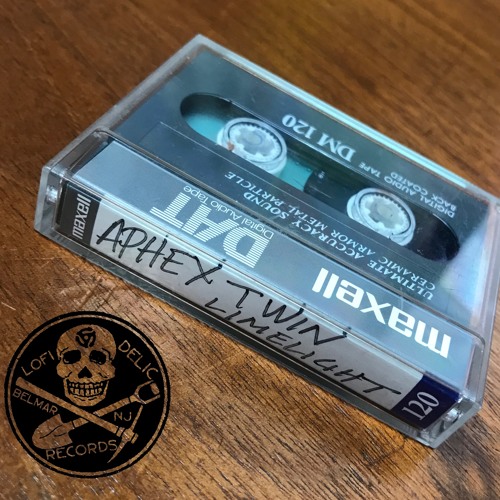 DIGITAL AUDIO TAPE DM 120
BACK COATED
ULTIMATE ACCURACY SOUND
CERAMIC ARMOR METAL PARTICLE
maxell
DAT
Digital Audio Tape
maxell
APHEX TWIN
LIMELIGHT
120
LOFI DELIC
BELMAR NJ
RECORDS